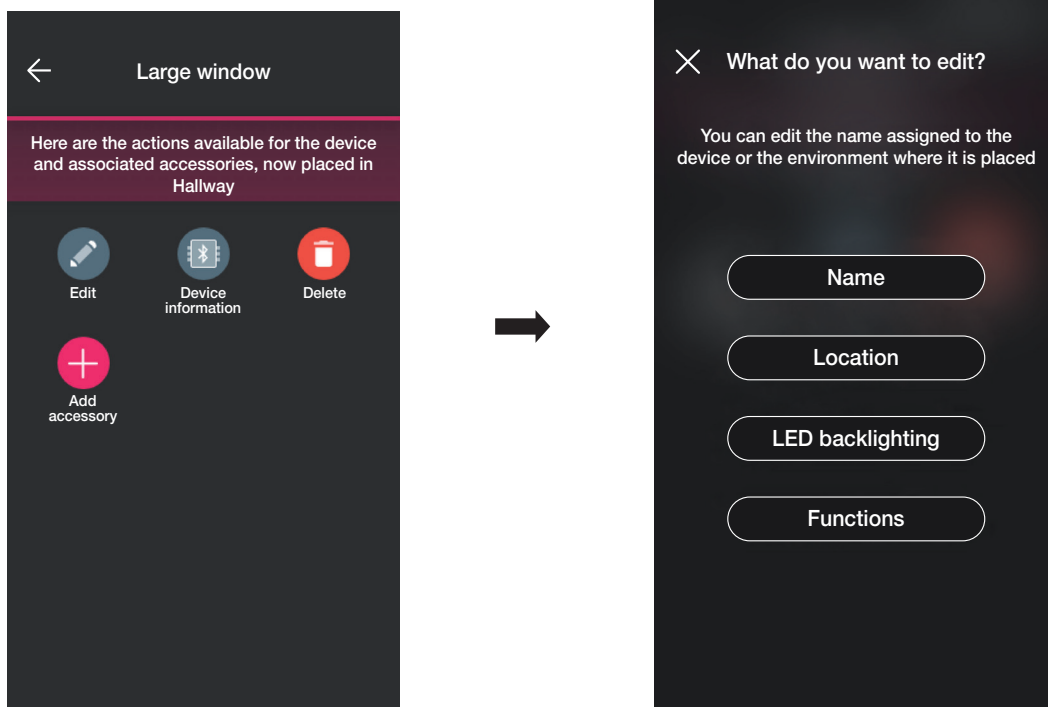 Large window
Here are the actions available for the device
and associated accessories, now placed in
Hallway
Edit
Device
information
Delete
Add
accessory
What do you want to edit?
You can edit the name assigned to the
device or the environment where it is placed
Name
Location
LED backlighting
Functions